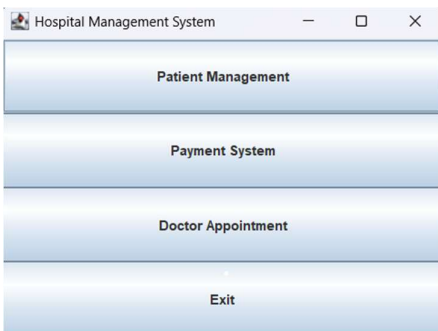 Hospital Management System
Patient Management
Payment System
Doctor Appointment
Exit